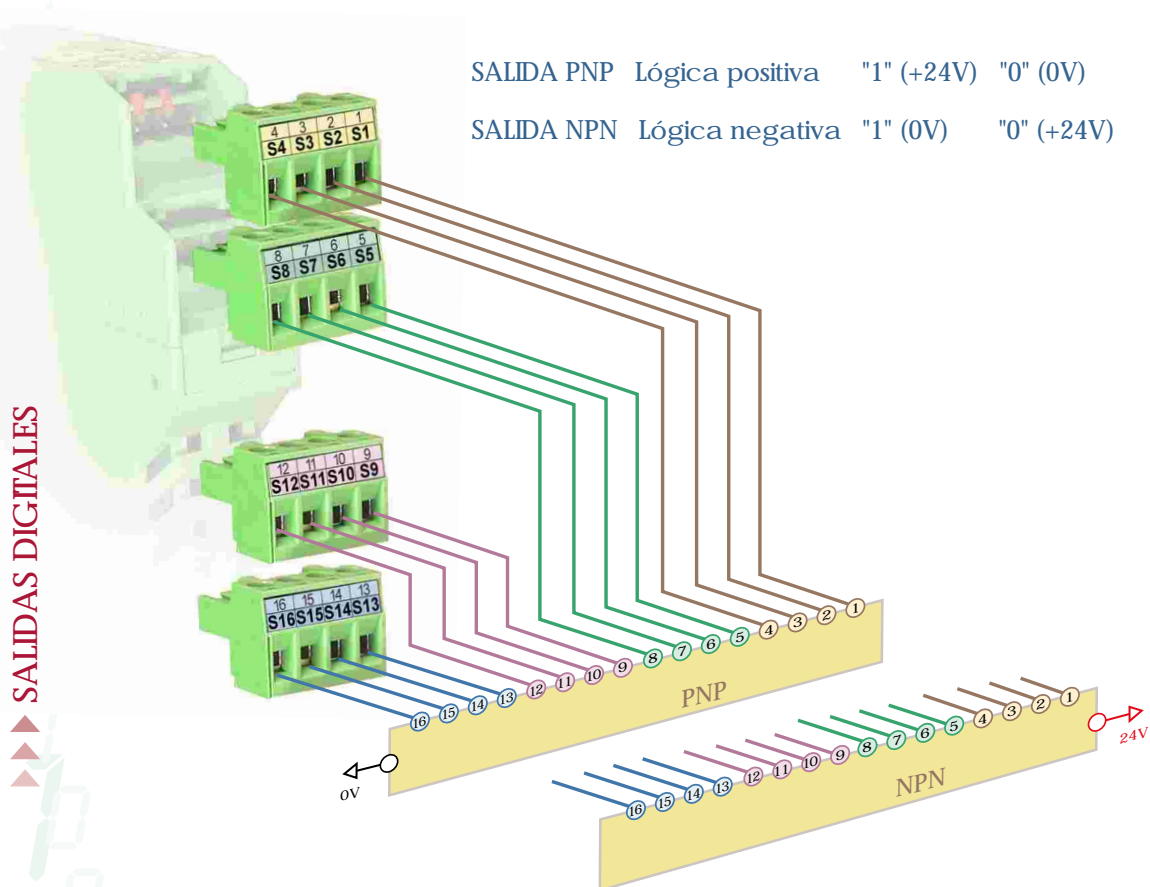 SALIDA PNP Lógica positiva "1" (+24V) "0" (0V)
SALIDA NPN Lógica negativa "1" (0V) "0" (+24V)
4 3 2 1
S4 S3 S2 S1
8 7 6 5
S8 S7 S6 S5
12 11 10 9
S12 S11 S10 S9
16 15 14 13
S16 S15 S14 S13
SALIDAS DIGITALES
16 15 14 13 12 11 10 9 8 7 6 5 4 3 2 1
PNP
0V
16 15 14 13 12 11 10 9 8 7 6 5 4 3 2 1
NPN
24V